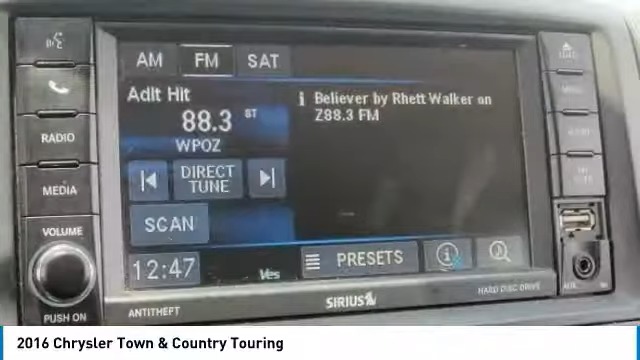 AM FM SAT
Adlt Hit
88.3 ST
WPOZ
i Believer by Rhett Walker on
Z88.3 FM
DIRECT
TUNE
SCAN
12:47
Yes
PRESETS
RADIO
MEDIA
VOLUME
PUSH ON
ANTITHEFT
SIRIUS
HARD DISC DRIVE
2016 Chrysler Town & Country Touring